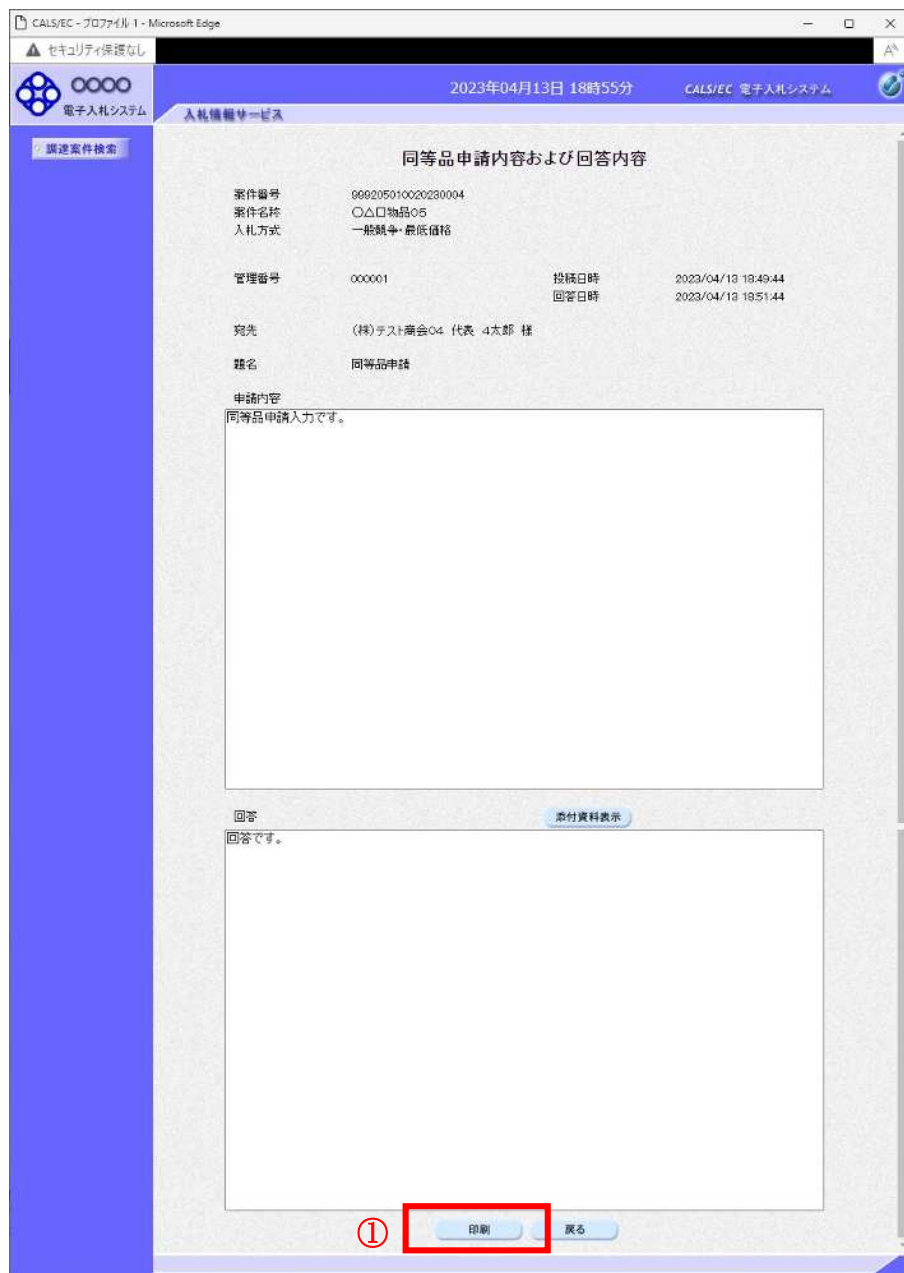 CALS/EC - プロファイル 1 - Microsoft Edge
セキュリティ保護なし
○○○○
電子入札システム
2023年04月13日 18時55分
CALS/EC 電子入札システム
入札情報サービス
調達案件検索
同等品申請内容および回答内容
案件番号 999205010020230004
案件名称 ○△□物品05
入札方式 一般競争・最低価格
管理番号 000001 投稿日時 2023/04/13 18:49:44
回答日時 2023/04/13 18:51:44
宛先 (株)テスト商会04 代表 4太郎 様
題名 同等品申請
申請内容
同等品申請入力です。
回答 添付資料表示
回答です。
① 印刷 戻る